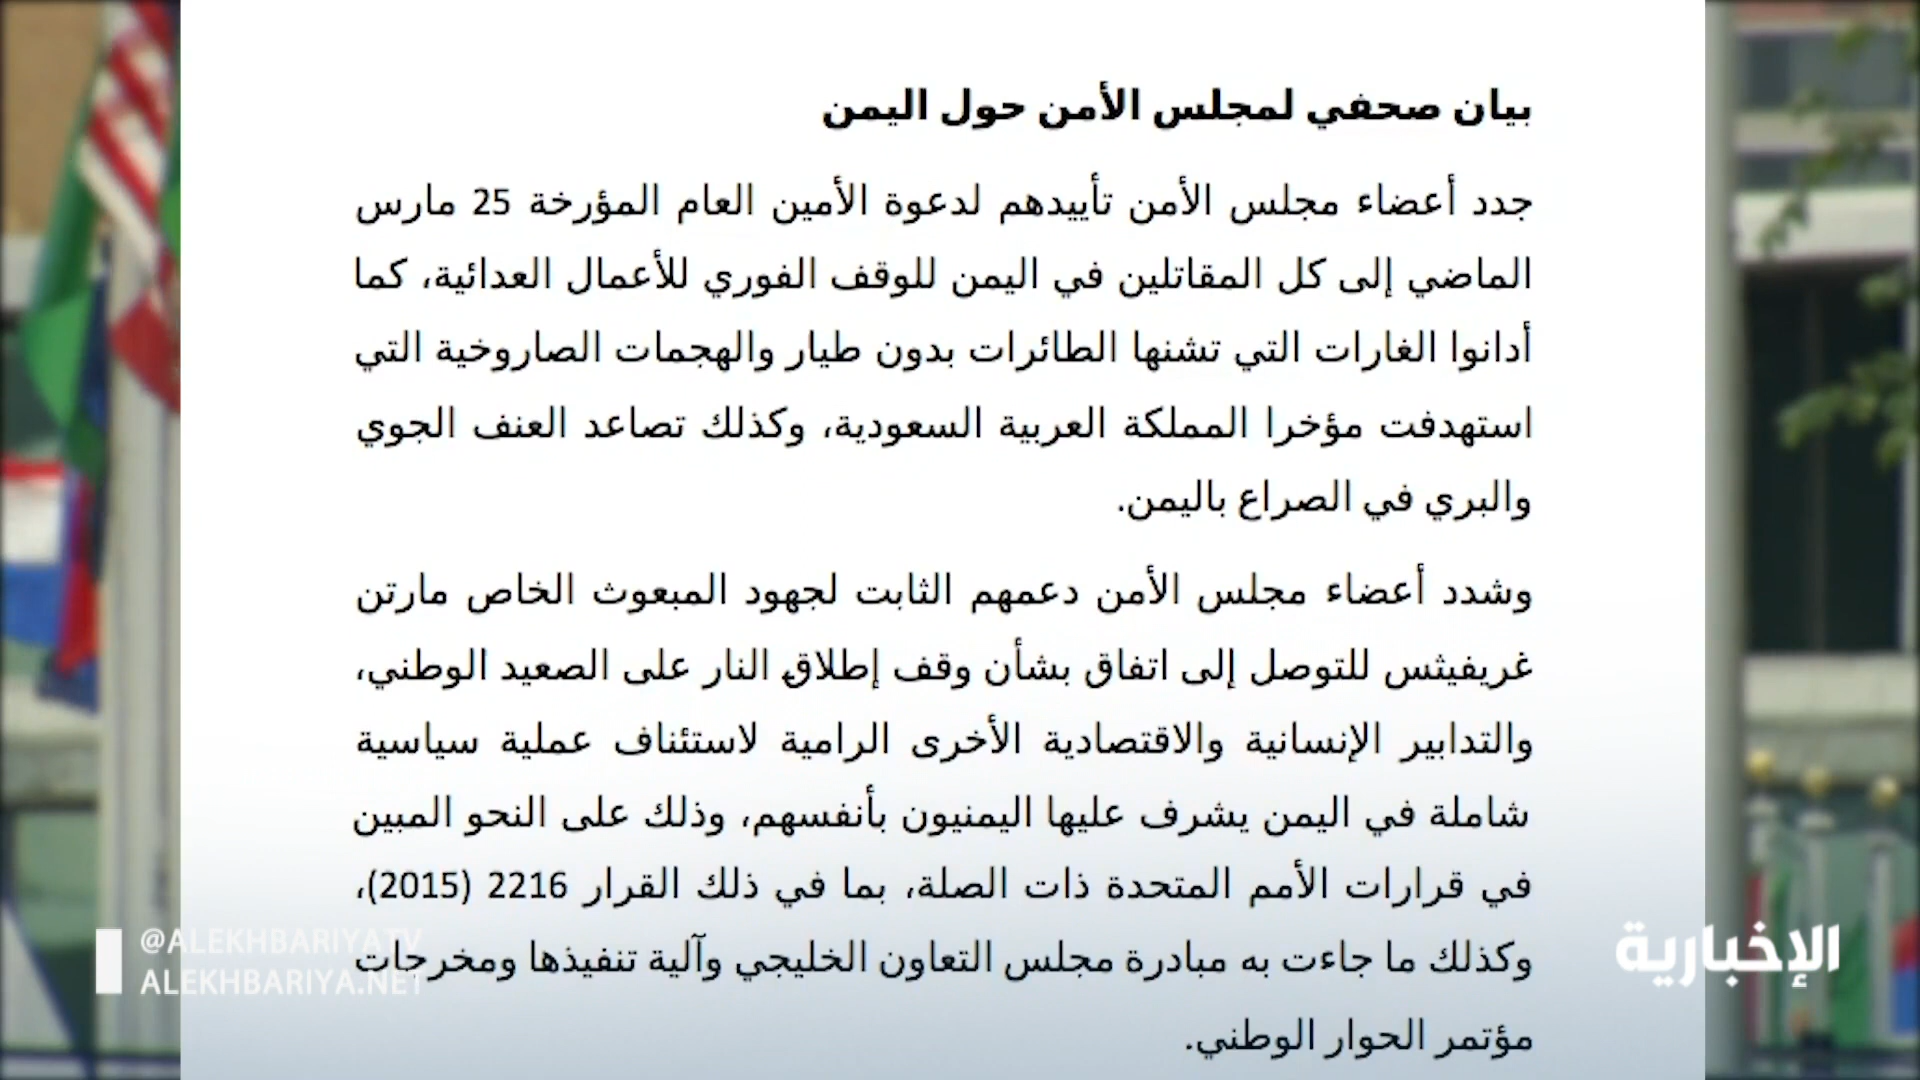 بيان صحفي لمجلس الأمن حول اليمن
جدد أعضاء مجلس الأمن تأييدهم لدعوة الأمين العام المؤرخة 25 مارس
الماضي إلى كل المقاتلين في اليمن للوقف الفوري للأعمال العدائية، كما
أدانوا الغارات التي تشنها الطائرات بدون طيار والهجمات الصاروخية التي
استهدفت مؤخرا المملكة العربية السعودية، وكذلك تصاعد العنف الجوي
والبري في الصراع باليمن.
وشدد أعضاء مجلس الأمن دعمهم الثابت لجهود المبعوث الخاص مارتن
غريفيثس للتوصل إلى اتفاق بشأن وقف إطلاق النار على الصعيد الوطني،
والتدابير الإنسانية والاقتصادية الأخرى الرامية لاستئناف عملية سياسية
شاملة في اليمن يشرف عليها اليمنيون بأنفسهم، وذلك على النحو المبين
في قرارات الأمم المتحدة ذات الصلة، بما في ذلك القرار 2216 (2015)،
وكذلك ما جاءت به مبادرة مجلس التعاون الخليجي وآلية تنفيذها ومخرجات
مؤتمر الحوار الوطني.
@ALEKHBARIYATV
ALEKHBARIYA.NET
الإخبارية